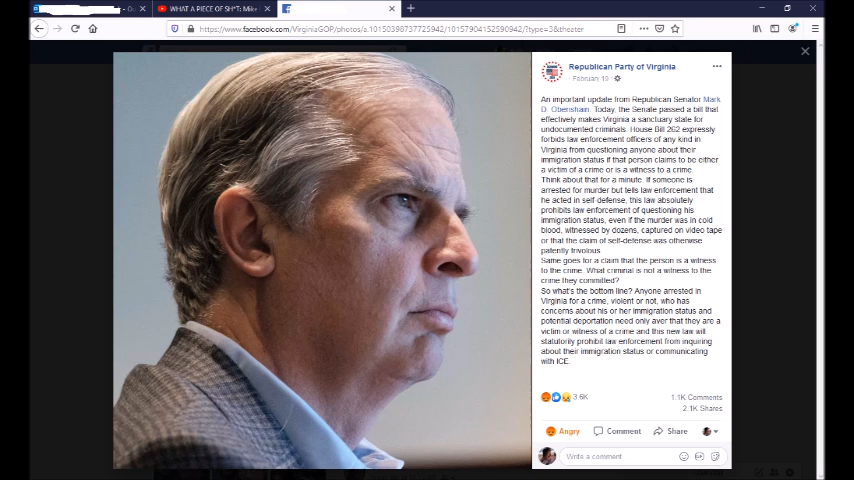 WHAT A PIECE OF SH*T: Mike
https://www.facebook.com/VirginiaGOP/photos/a.10150398737725942/10157904152590942/?type=3&theater
Republican Party of Virginia
February 19
An important update from Republican Senator Mark
D. Obenshain. Today, the Senate passed a bill that
effectively makes Virginia a sanctuary state for
undocumented criminals. House Bill 262 expressly
forbids law enforcement officers of any kind in
Virginia from questioning anyone about their
immigration status if that person claims to be either
a victim of a crime or is a witness to a crime.
Think about that for a minute. If someone is
arrested for murder but tells law enforcement that
he acted in self-defense, this law absolutely
prohibits law enforcement of questioning his
immigration status, even if the murder was in cold
blood, witnessed by dozens, captured on video tape
or that the claim of self-defense was otherwise
patently frivolous.
Same goes for a claim that the person is a witness
to the crime. What criminal is not a witness to the
crime they committed?
So what's the bottom line? Anyone arrested in
Virginia for a crime, violent or not, who has
concerns about his or her immigration status and
potential deportation need only aver that they are a
victim or witness of a crime and this new law will
statutorily prohibit law enforcement from inquiring
about their immigration status or communicating
with ICE.
3.6K
1.1K Comments
2.1K Shares
Angry
Comment
Share
Write a comment
GIF